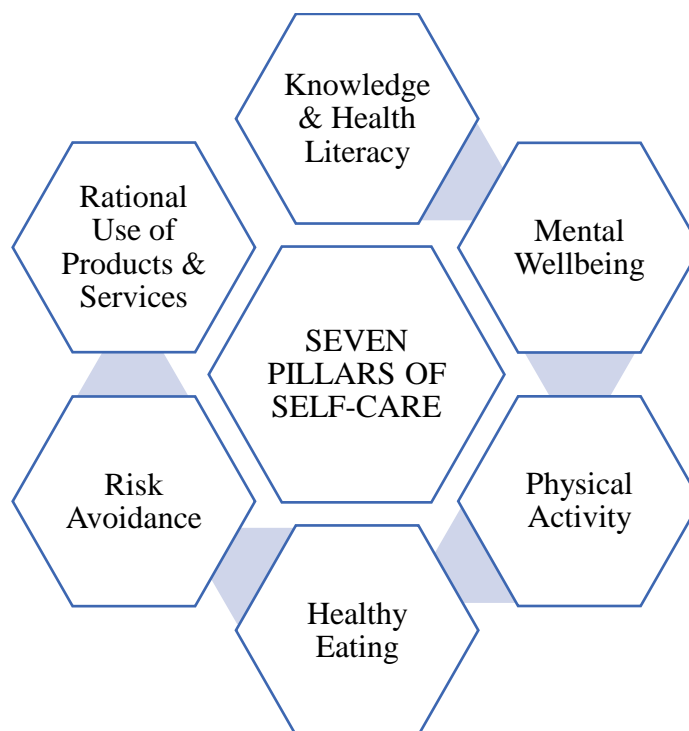 Knowledge
& Health
Literacy
Mental
Wellbeing
Physical
Activity
Healthy
Eating
Risk
Avoidance
Rational
Use of
Products &
Services
SEVEN
PILLARS OF
SELF-CARE